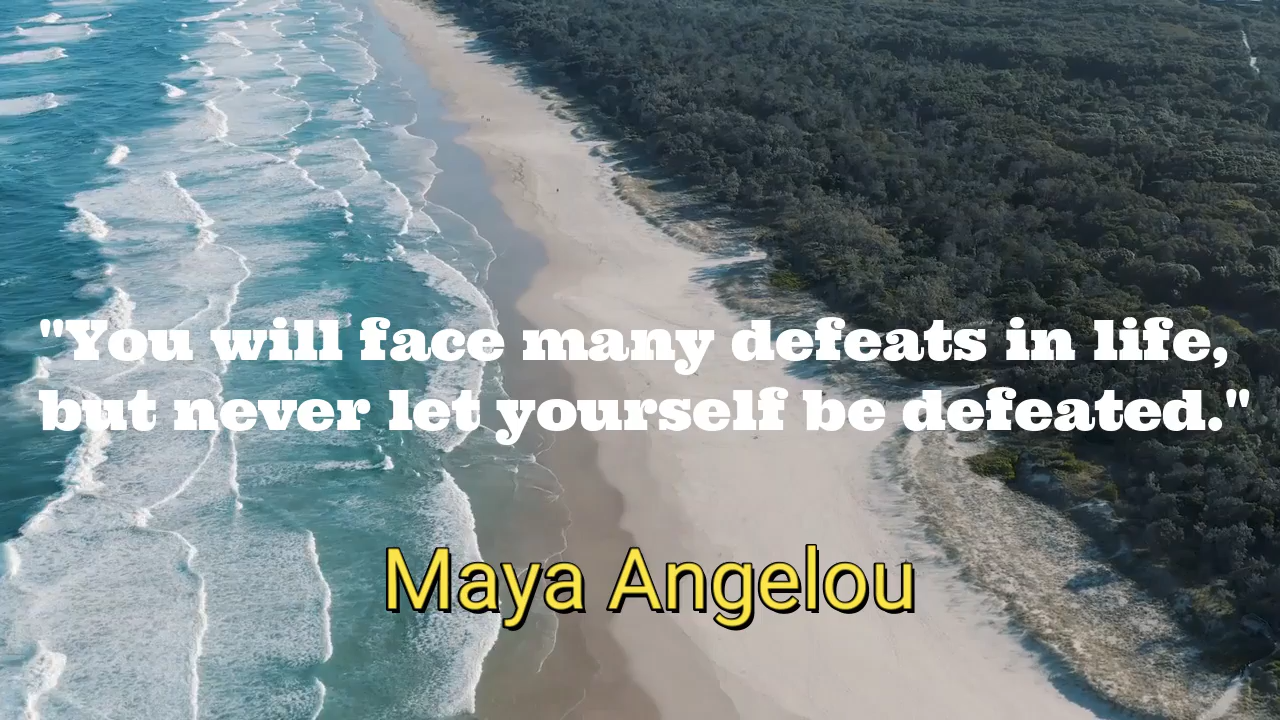 "You will face many defeats in life,
but never let yourself be defeated."
Maya Angelou